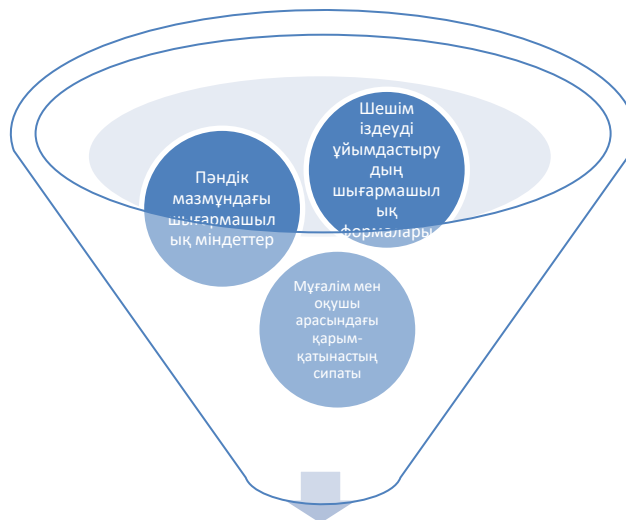 Шешім
іздеуді
ұйымдастыру
дың
шығармашыл
ық
формалары
Пәндік
мазмұндағы
шығармашыл
ық міндеттер
Мұғалім мен
оқушы
арасындағы
қарым-
қатынастың
сипаты